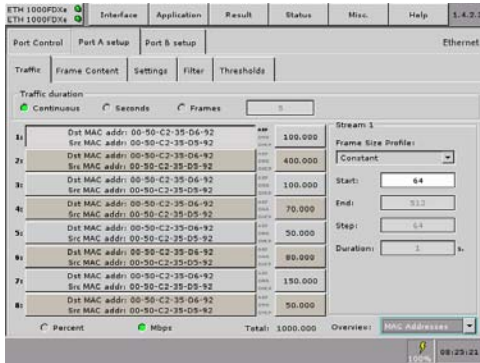 ETH 1000FDXe
ETH 1000FDXe
Interface
Application
Result
Status
Misc.
Help
Port Control
Port A setup
Port B setup
Ethernet
Traffic
Frame Content
Settings
Filter
Thresholds
Traffic duration
Continuous
Seconds
Frames
5
1:
Dst MAC addr: 00-50-C2-35-D6-92
Src MAC addr: 00-50-C2-35-D5-92
100.000
2:
Dst MAC addr: 00-50-C2-35-D6-92
Src MAC addr: 00-50-C2-35-D5-92
400.000
3:
Dst MAC addr: 00-50-C2-35-D6-92
Src MAC addr: 00-50-C2-35-D5-92
100.000
4:
Dst MAC addr: 00-50-C2-35-D6-92
Src MAC addr: 00-50-C2-35-D5-92
70.000
5:
Dst MAC addr: 00-50-C2-35-D6-92
Src MAC addr: 00-50-C2-35-D5-92
50.000
6:
Dst MAC addr: 00-50-C2-35-D6-92
Src MAC addr: 00-50-C2-35-D5-92
80.000
7:
Dst MAC addr: 00-50-C2-35-D6-92
Src MAC addr: 00-50-C2-35-D5-92
150.000
8:
Dst MAC addr: 00-50-C2-35-D6-92
Src MAC addr: 00-50-C2-35-D5-92
50.000
Stream 1
Frame Size Profile:
Constant
Start: 64
End: 512
Step: 64
Duration: 1 s.
Percent
Mbps
Total: 1000.000
Overview: MAC Addresses
100%
08:25:21